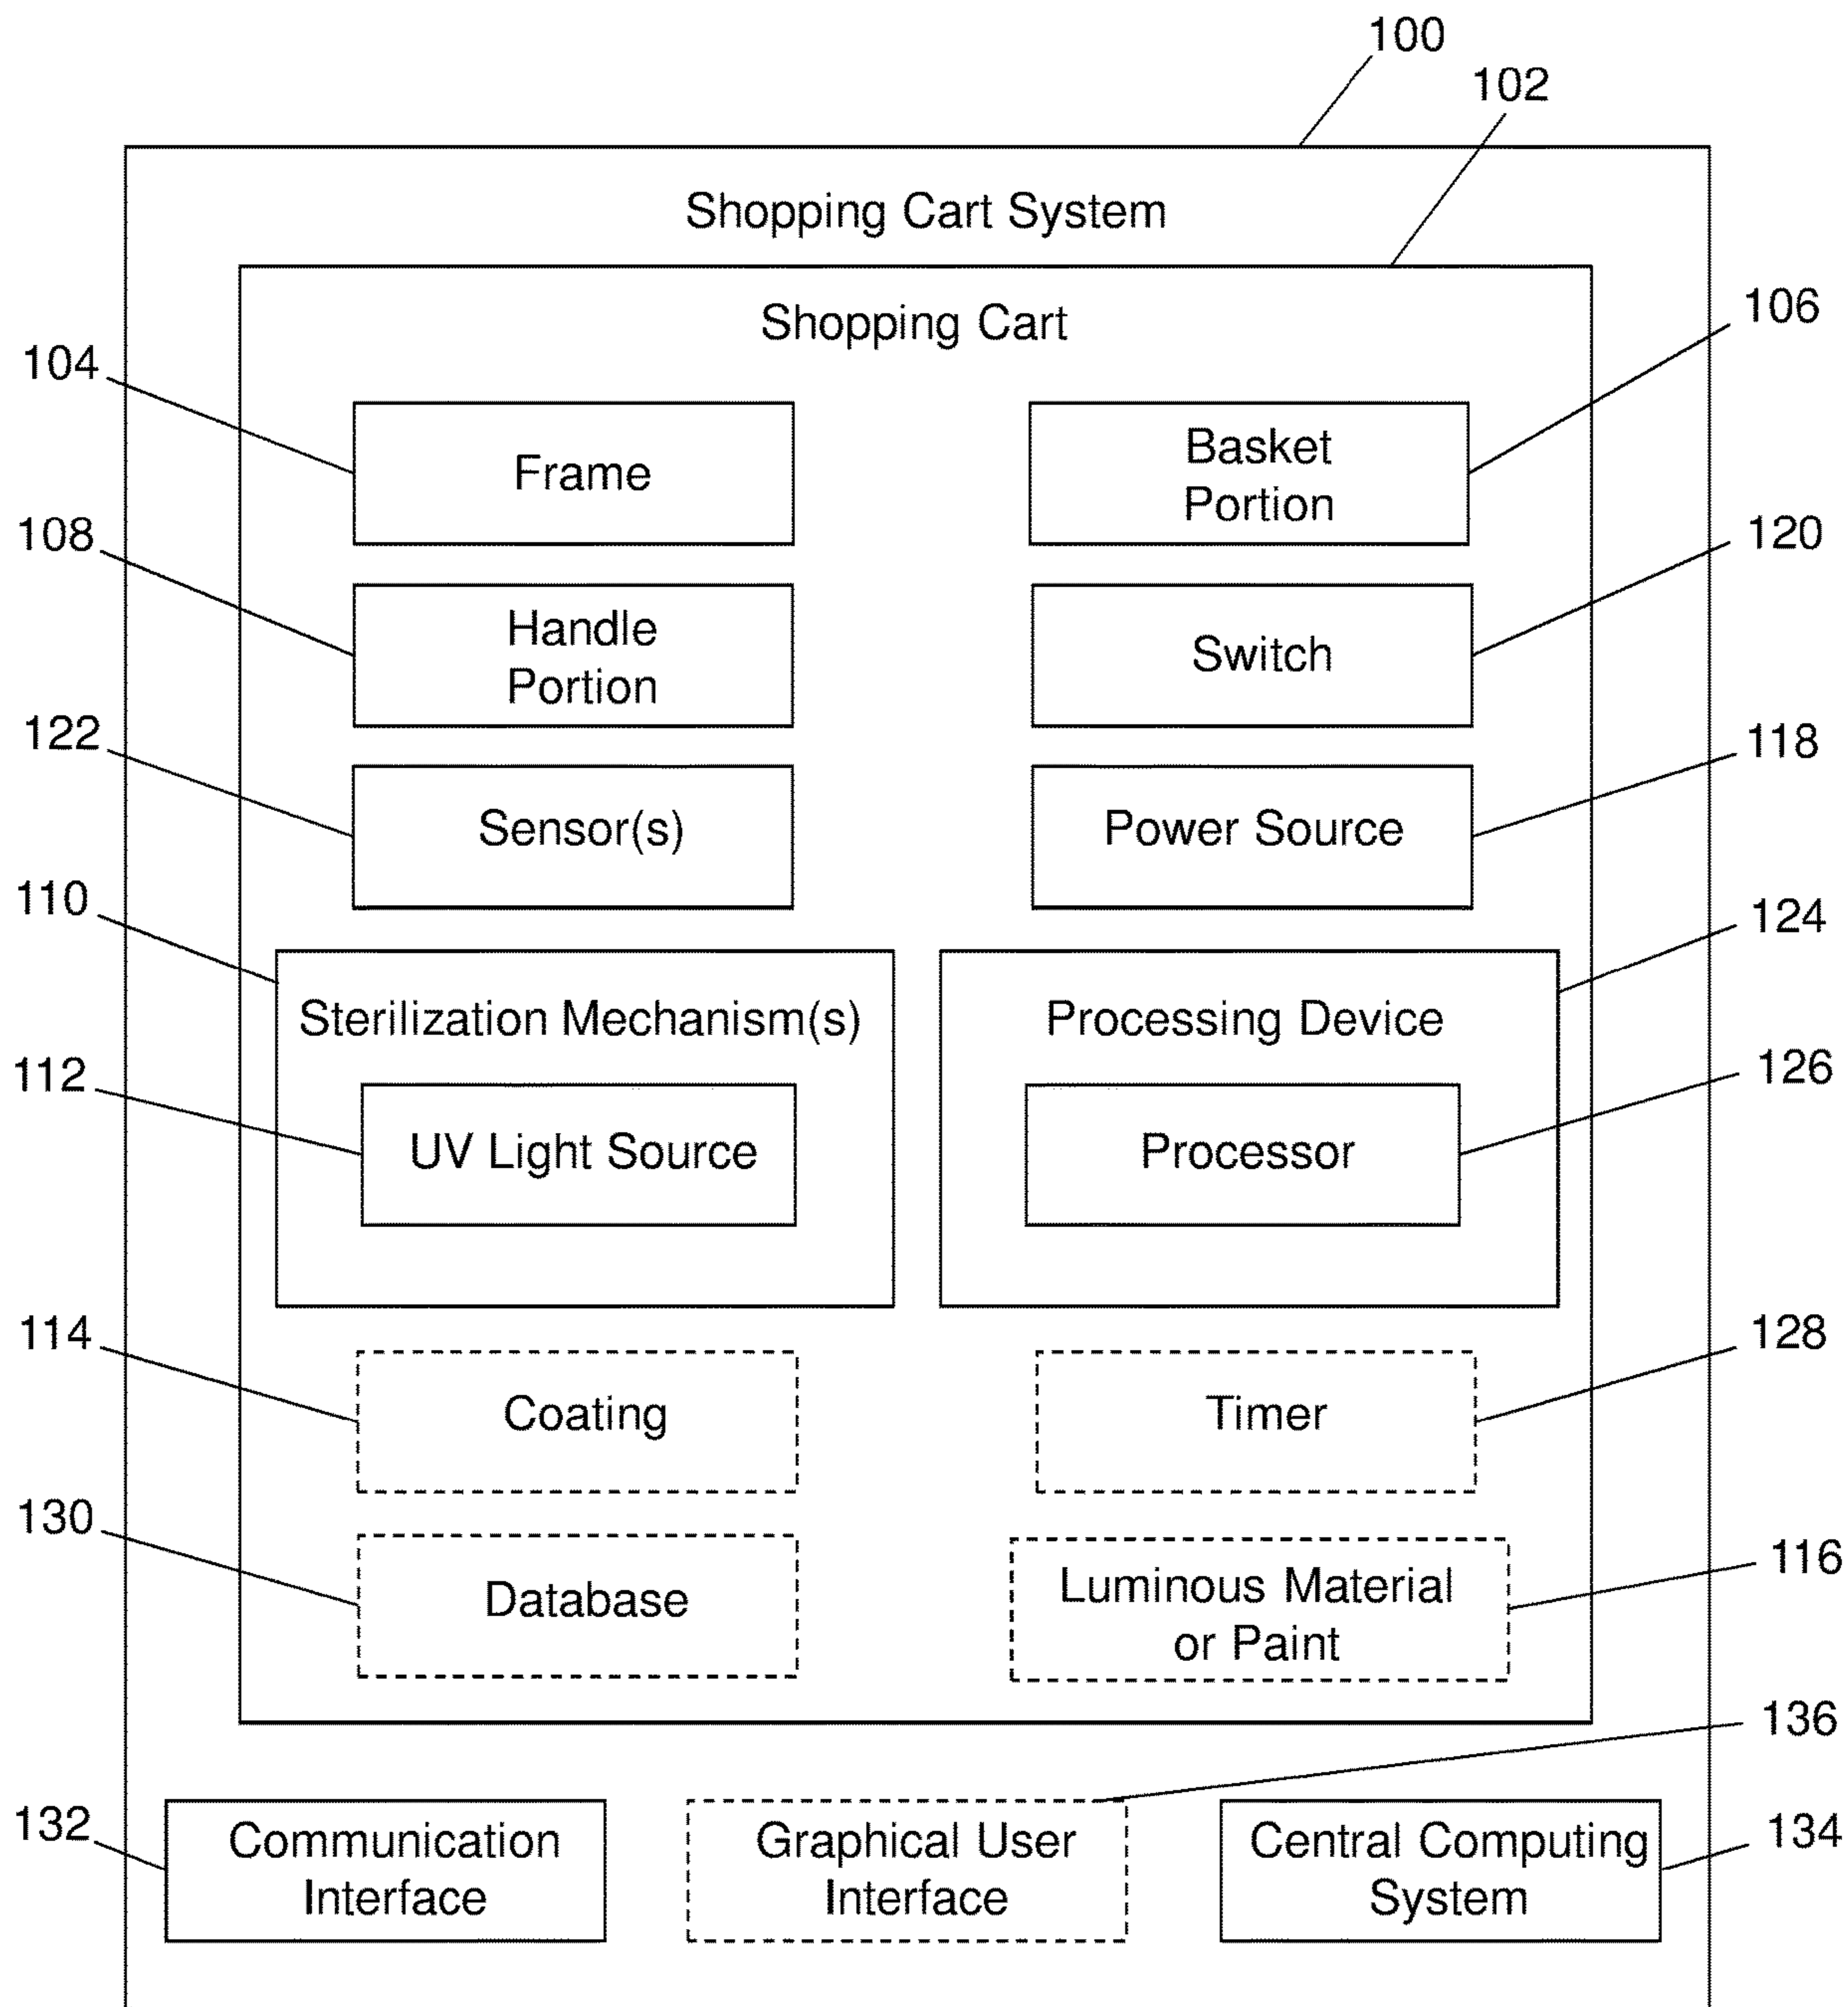 100
102
Shopping Cart System
Shopping Cart
106
104
Frame
Basket
Portion
108
120
Handle
Portion
Switch
122
118
Sensor(s)
Power Source
110
124
Sterilization Mechanism(s)
Processing Device
112
126
UV Light Source
Processor
114
128
Coating
Timer
130
116
Database
Luminous Material
or Paint
136
132
134
Communication
Interface
Graphical User
Interface
Central Computing
System